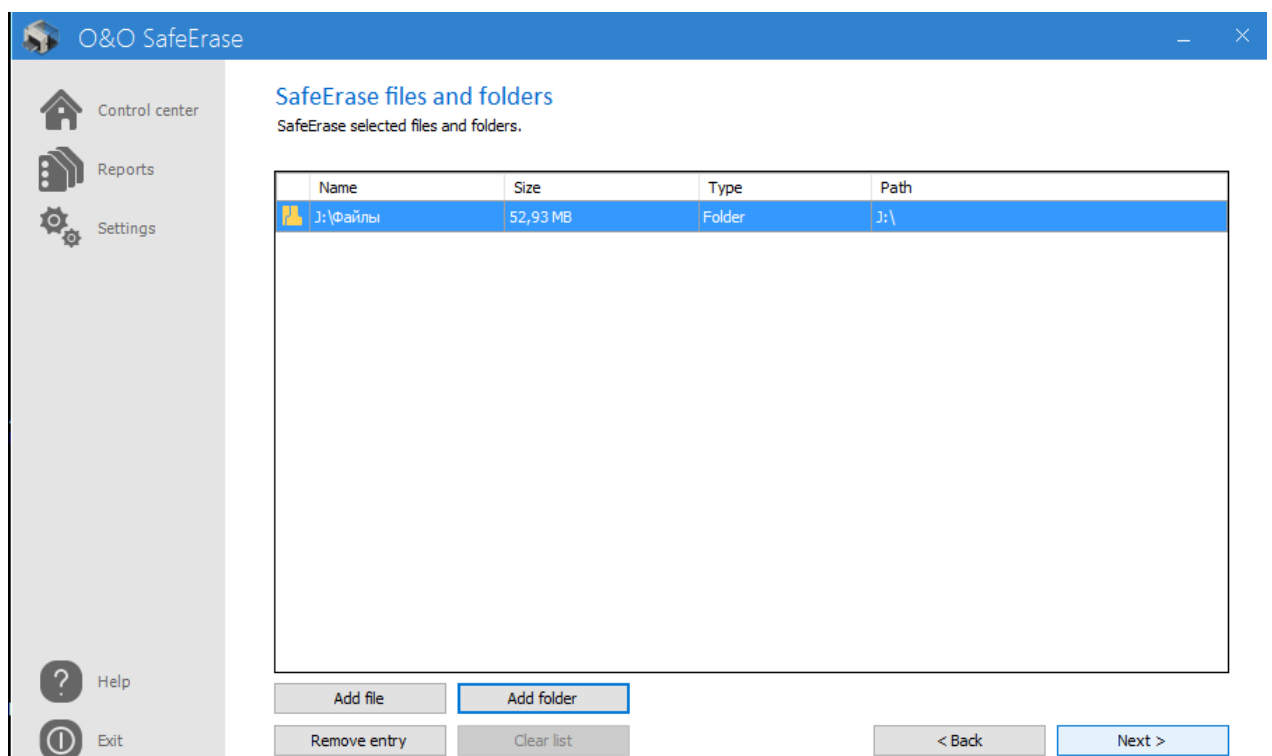 O&O SafeErase
Control center
Reports
Settings
Help
Exit
SafeErase files and folders
SafeErase selected files and folders.
Name Size Type Path
J:\Файлы 52,93 MB Folder J:\
Add file Add folder
Remove entry Clear list < Back Next >